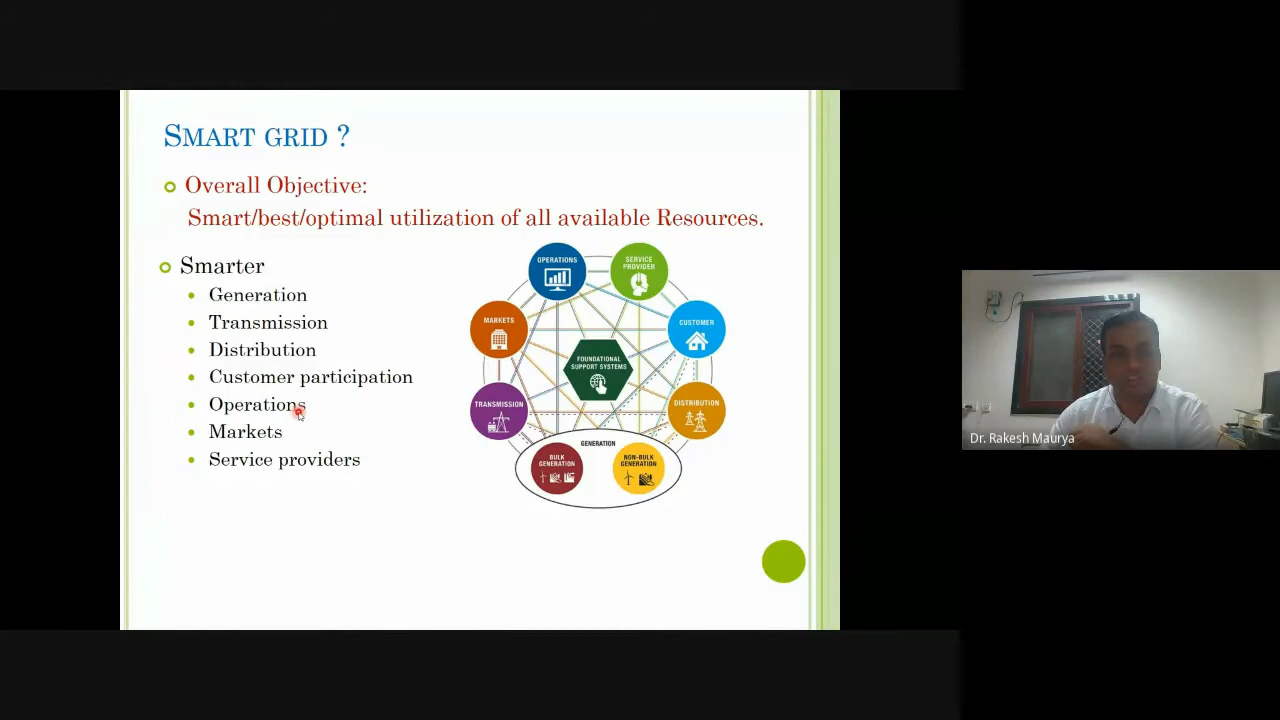 SMART GRID ?
Overall Objective:
Smart/best/optimal utilization of all available Resources.
Smarter
Generation
Transmission
Distribution
Customer participation
Operations
Markets
Service providers
OPERATIONS
SERVICE
PROVIDER
MARKETS
CUSTOMER
FOUNDATIONAL
SUPPORT SYSTEMS
TRANSMISSION
DISTRIBUTION
GENERATION
BULK
GENERATION
NON-BULK
GENERATION
Dr. Rakesh Maurya